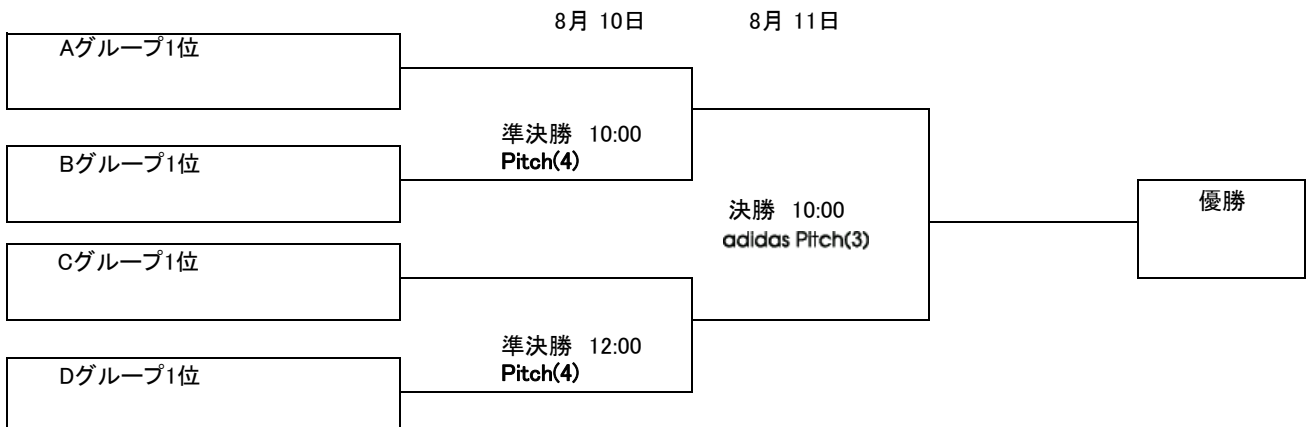 8月 10日 8月 11日
Aグループ1位
準決勝 10:00
Pitch(4)
Bグループ1位
決勝 10:00
adidas Pitch(3)
優勝
Cグループ1位
準決勝 12:00
Pitch(4)
Dグループ1位